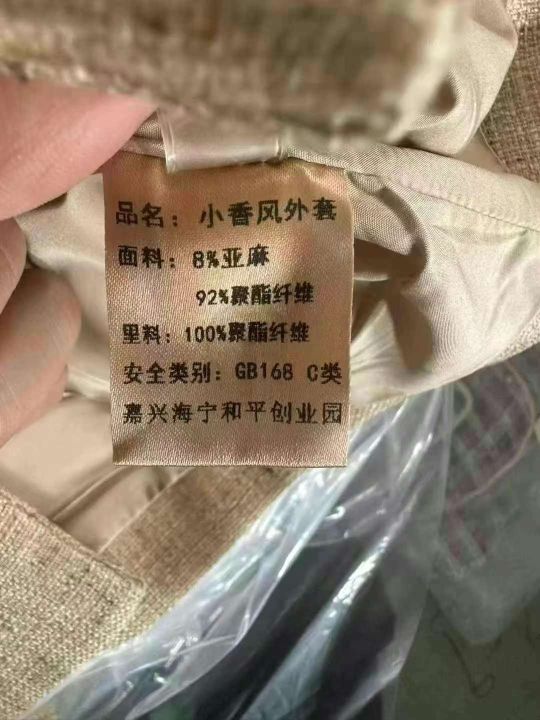 品名：小香风外套
面料：8%亚麻
92%聚酯纤维
里料：100%聚酯纤维
安全类别：GB168 C类
嘉兴海宁和平创业园